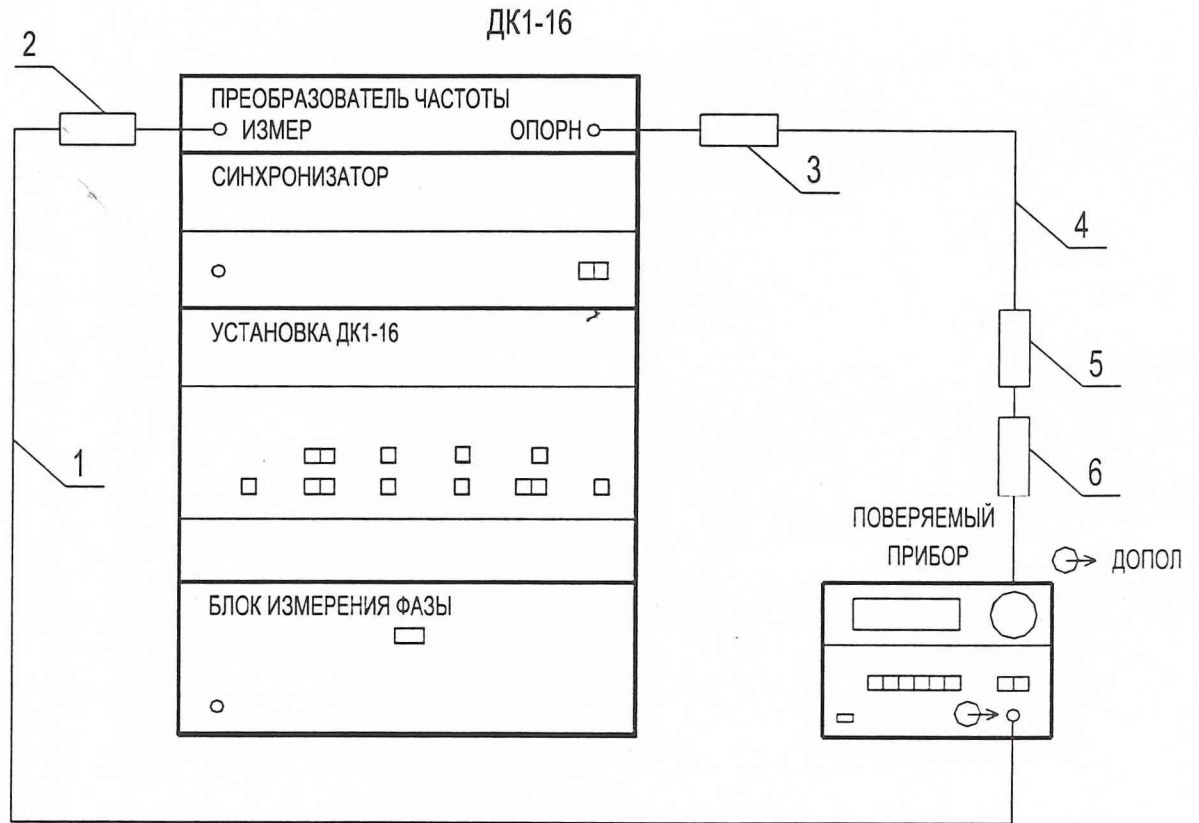 ДК1-16
2
ПРЕОБРАЗОВАТЕЛЬ ЧАСТОТЫ
ИЗМЕР
ОПОРН
3
СИНХРОНИЗАТОР
4
УСТАНОВКА ДК1-16
5
1
6
ПОВЕРЯЕМЫЙ
ПРИБОР
ДОПОЛ
БЛОК ИЗМЕРЕНИЯ ФАЗЫ